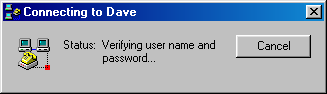 Connecting to Dave
Status: Verifying user name and
password...
Cancel